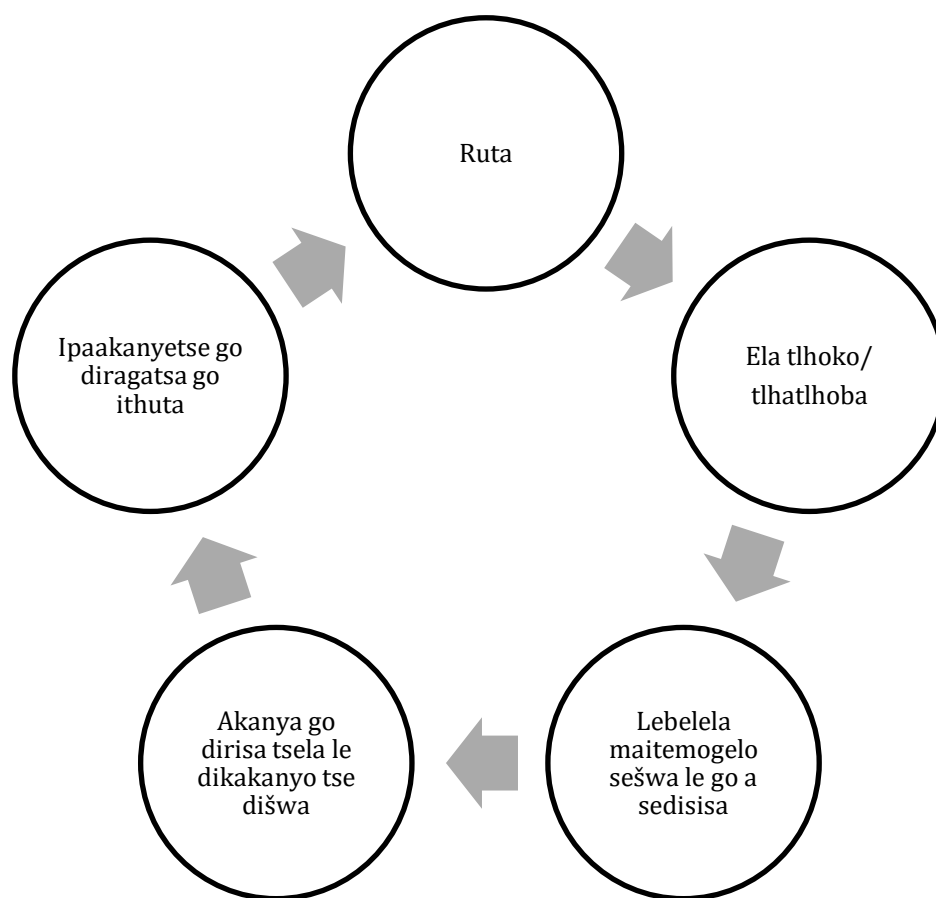 Ruta
Ela tlhoko/
tlhatlhoba
Lebelela
maitemogelo
sešwa le go a
sedisisa
Akanya go
dirisa tsela le
dikakanyo tse
dišwa
Ipaakanyetse go
diragatsa go
ithuta